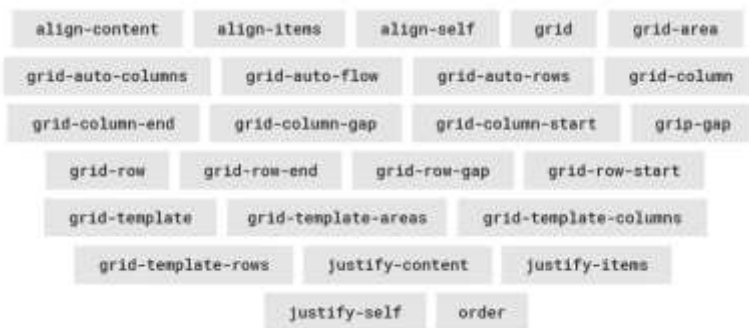 align-content align-items align-self grid grid-area
grid-auto-columns grid-auto-flow grid-auto-rows grid-column
grid-column-end grid-column-gap grid-column-start grip-gap
grid-row grid-row-end grid-row-gap grid-row-start
grid-template grid-template-areas grid-template-columns
grid-template-rows justify-content justify-items
justify-self order